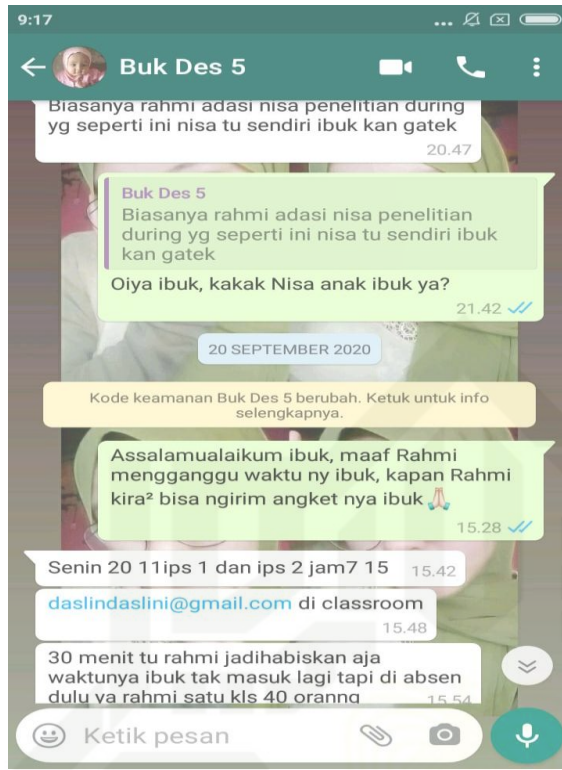 9:17
Buk Des 5
Biasanya rahmi adasi nisa penelitian during
yg seperti ini nisa tu sendiri ibuk kan gatek
20.47
Buk Des 5
Biasanya rahmi adasi nisa penelitian
during yg seperti ini nisa tu sendiri ibuk
kan gatek
Oiya ibuk, kakak Nisa anak ibuk ya?
21.42
20 SEPTEMBER 2020
Kode keamanan Buk Des 5 berubah. Ketuk untuk info
selengkapnya.
Assalamualaikum ibuk, maaf Rahmi
mengganggu waktu ny ibuk, kapan Rahmi
kira² bisa ngirim angket nya ibuk 🙏
15.28
Senin 20 11ips 1 dan ips 2 jam7 15
15.42
daslindaslini@gmail.com di classroom
15.48
30 menit tu rahmi jadihabiskan aja
waktunya ibuk tak masuk lagi tapi di absen
dulu ya rahmi satu kls 40 oranng
15.54
Ketik pesan